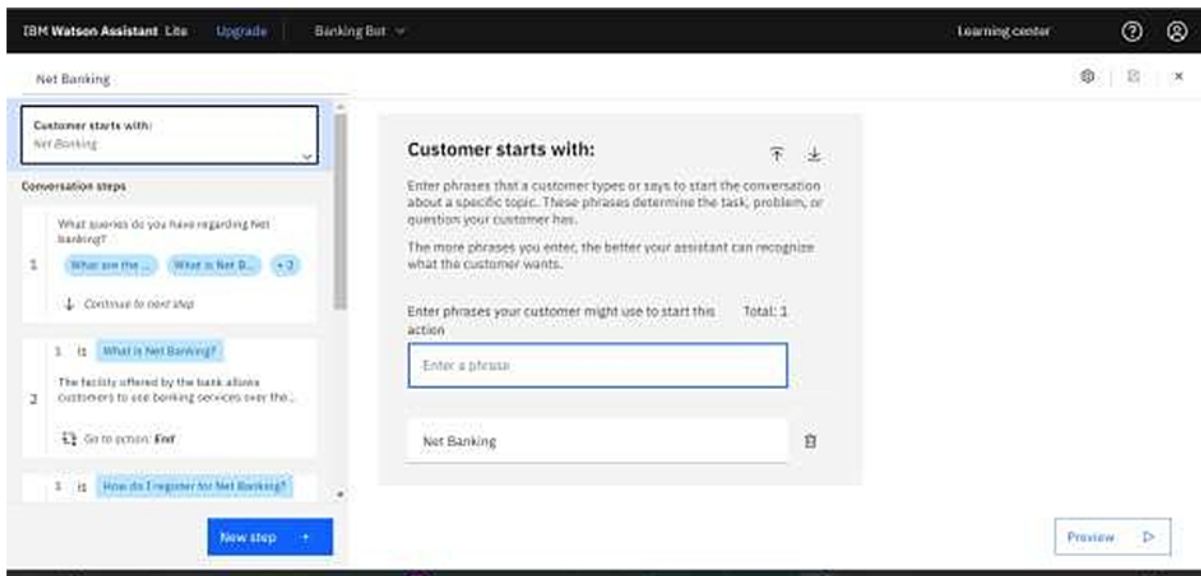 IBM Watson Assistant Lite Upgrade Banking Bot Learning center
Net Banking
Customer starts with:
Net Banking
Conversation steps
What queries do you have regarding Net
banking?
1 What are the ... What is Net B... + 3
Continue to next step
1 is What is Net Banking?
The facility offered by the bank allows
2 customers to use banking services over the...
Go to action: End
1 is How do I register for Net Banking?
New step +
Customer starts with:
Enter phrases that a customer types or says to start the conversation
about a specific topic. These phrases determine the task, problem, or
question your customer has.
The more phrases you enter, the better your assistant can recognize
what the customer wants.
Enter phrases your customer might use to start this Total: 1
action
Enter a phrase
Net Banking
Preview